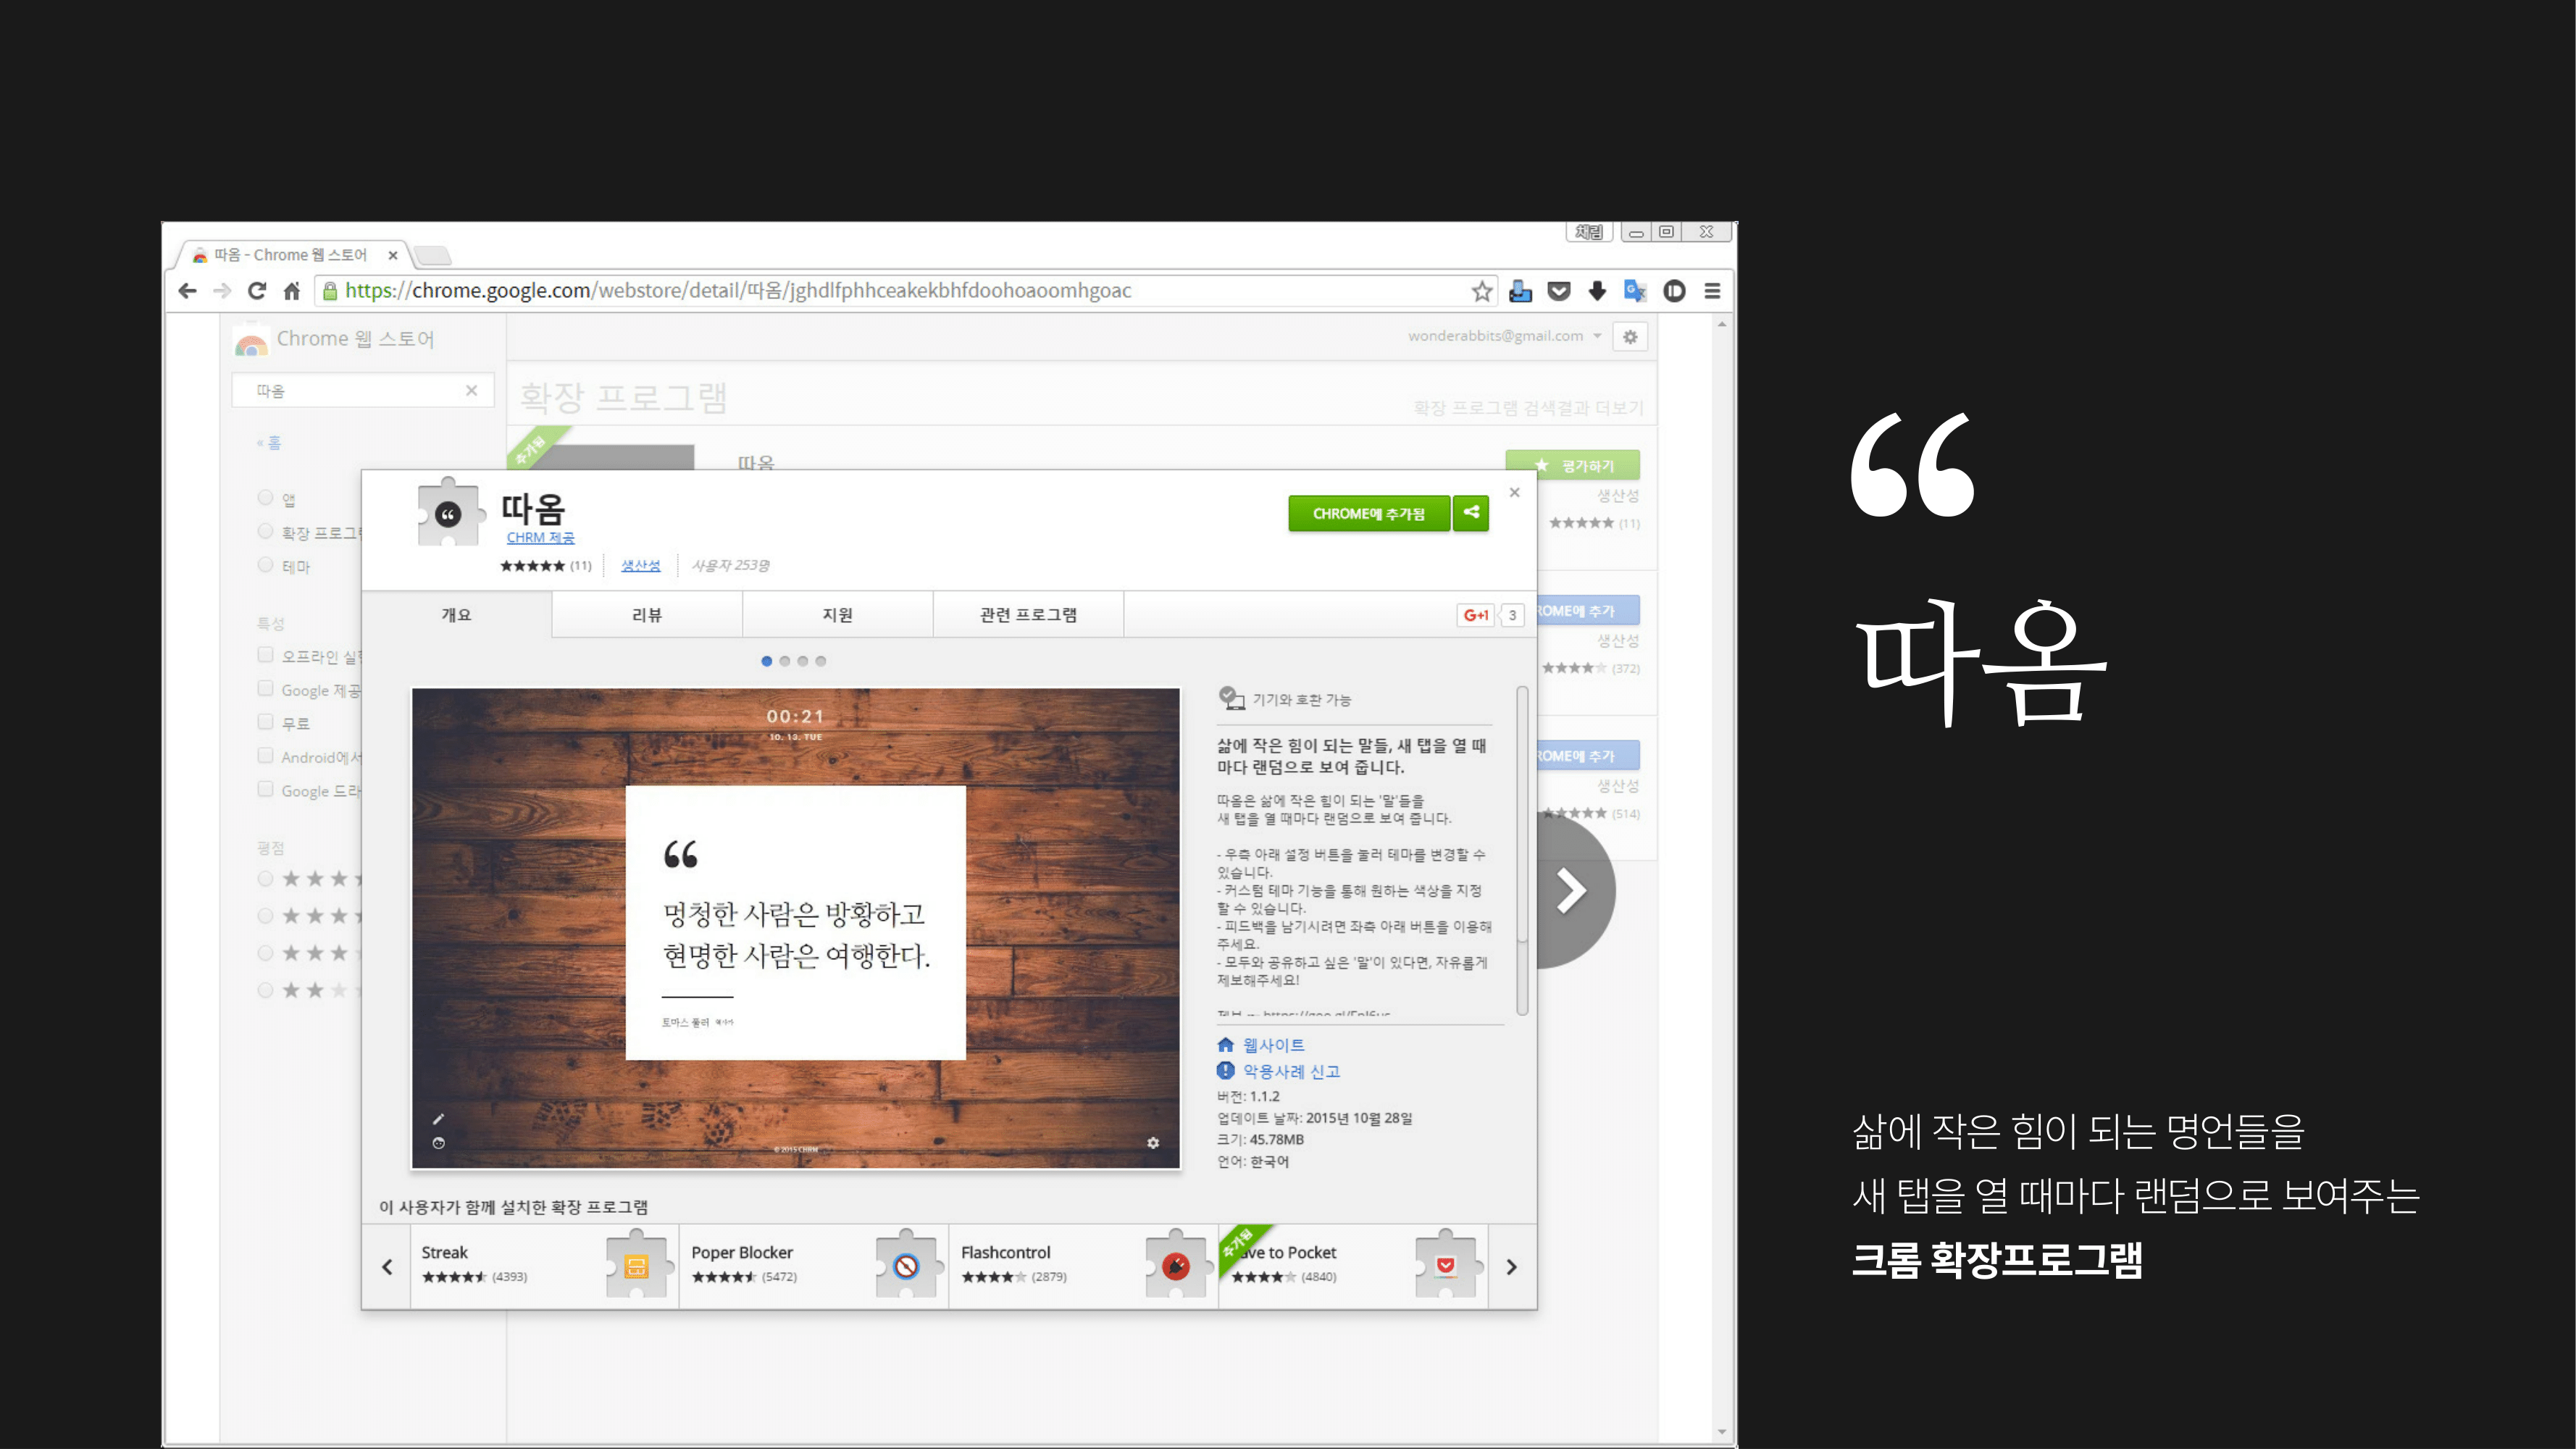 채림
따옴 - Chrome 웹 스토어
https://chrome.google.com/webstore/detail/따옴/jghdlfphhceakekbhfdoohoaoomhgoac
Chrome 웹 스토어
wonderabbits@gmail.com
따옴
확장 프로그램
확장 프로그램 검색결과 더보기
« 홈
앱
확장 프로그
테마
특성
오프라인
Google 제공
무료
Android에서
Google 드라
평점
추가됨
따옴
평가하기
생산성
(11)
OME에 추가
생산성
(372)
OME에 추가
생산성
(514)
“
따옴
CHRM 제공
(11)
생산성
사용자 253명
CHROME에 추가됨
개요
리뷰
지원
관련 프로그램
G+1
3
00:21
10. 13. TUE
“
멍청한 사람은 방황하고
현명한 사람은 여행한다.
토마스 풀러
© 2015 CHRM
기기와 호환 가능
삶에 작은 힘이 되는 말들, 새 탭을 열 때
마다 랜덤으로 보여 줍니다.
따옴은 삶에 작은 힘이 되는 '말'들을
새 탭을 열 때마다 랜덤으로 보여 줍니다.
- 우측 아래 설정 버튼을 눌러 테마를 변경할 수
있습니다.
- 커스텀 테마 기능을 통해 원하는 색상을 지정
할 수 있습니다.
- 피드백을 남기시려면 좌측 아래 버튼을 이용해
주세요.
- 모두와 공유하고 싶은 '말'이 있다면, 자유롭게
제보해주세요!
웹사이트
악용사례 신고
버전: 1.1.2
업데이트 날짜: 2015년 10월 28일
크기: 45.78MB
언어: 한국어
이 사용자가 함께 설치한 확장 프로그램
Streak
(4393)
Poper Blocker
(5472)
Flashcontrol
(2879)
추가됨
ve to Pocket
(4840)
“
따옴
삶에 작은 힘이 되는 명언들을
새 탭을 열 때마다 랜덤으로 보여주는
크롬 확장프로그램